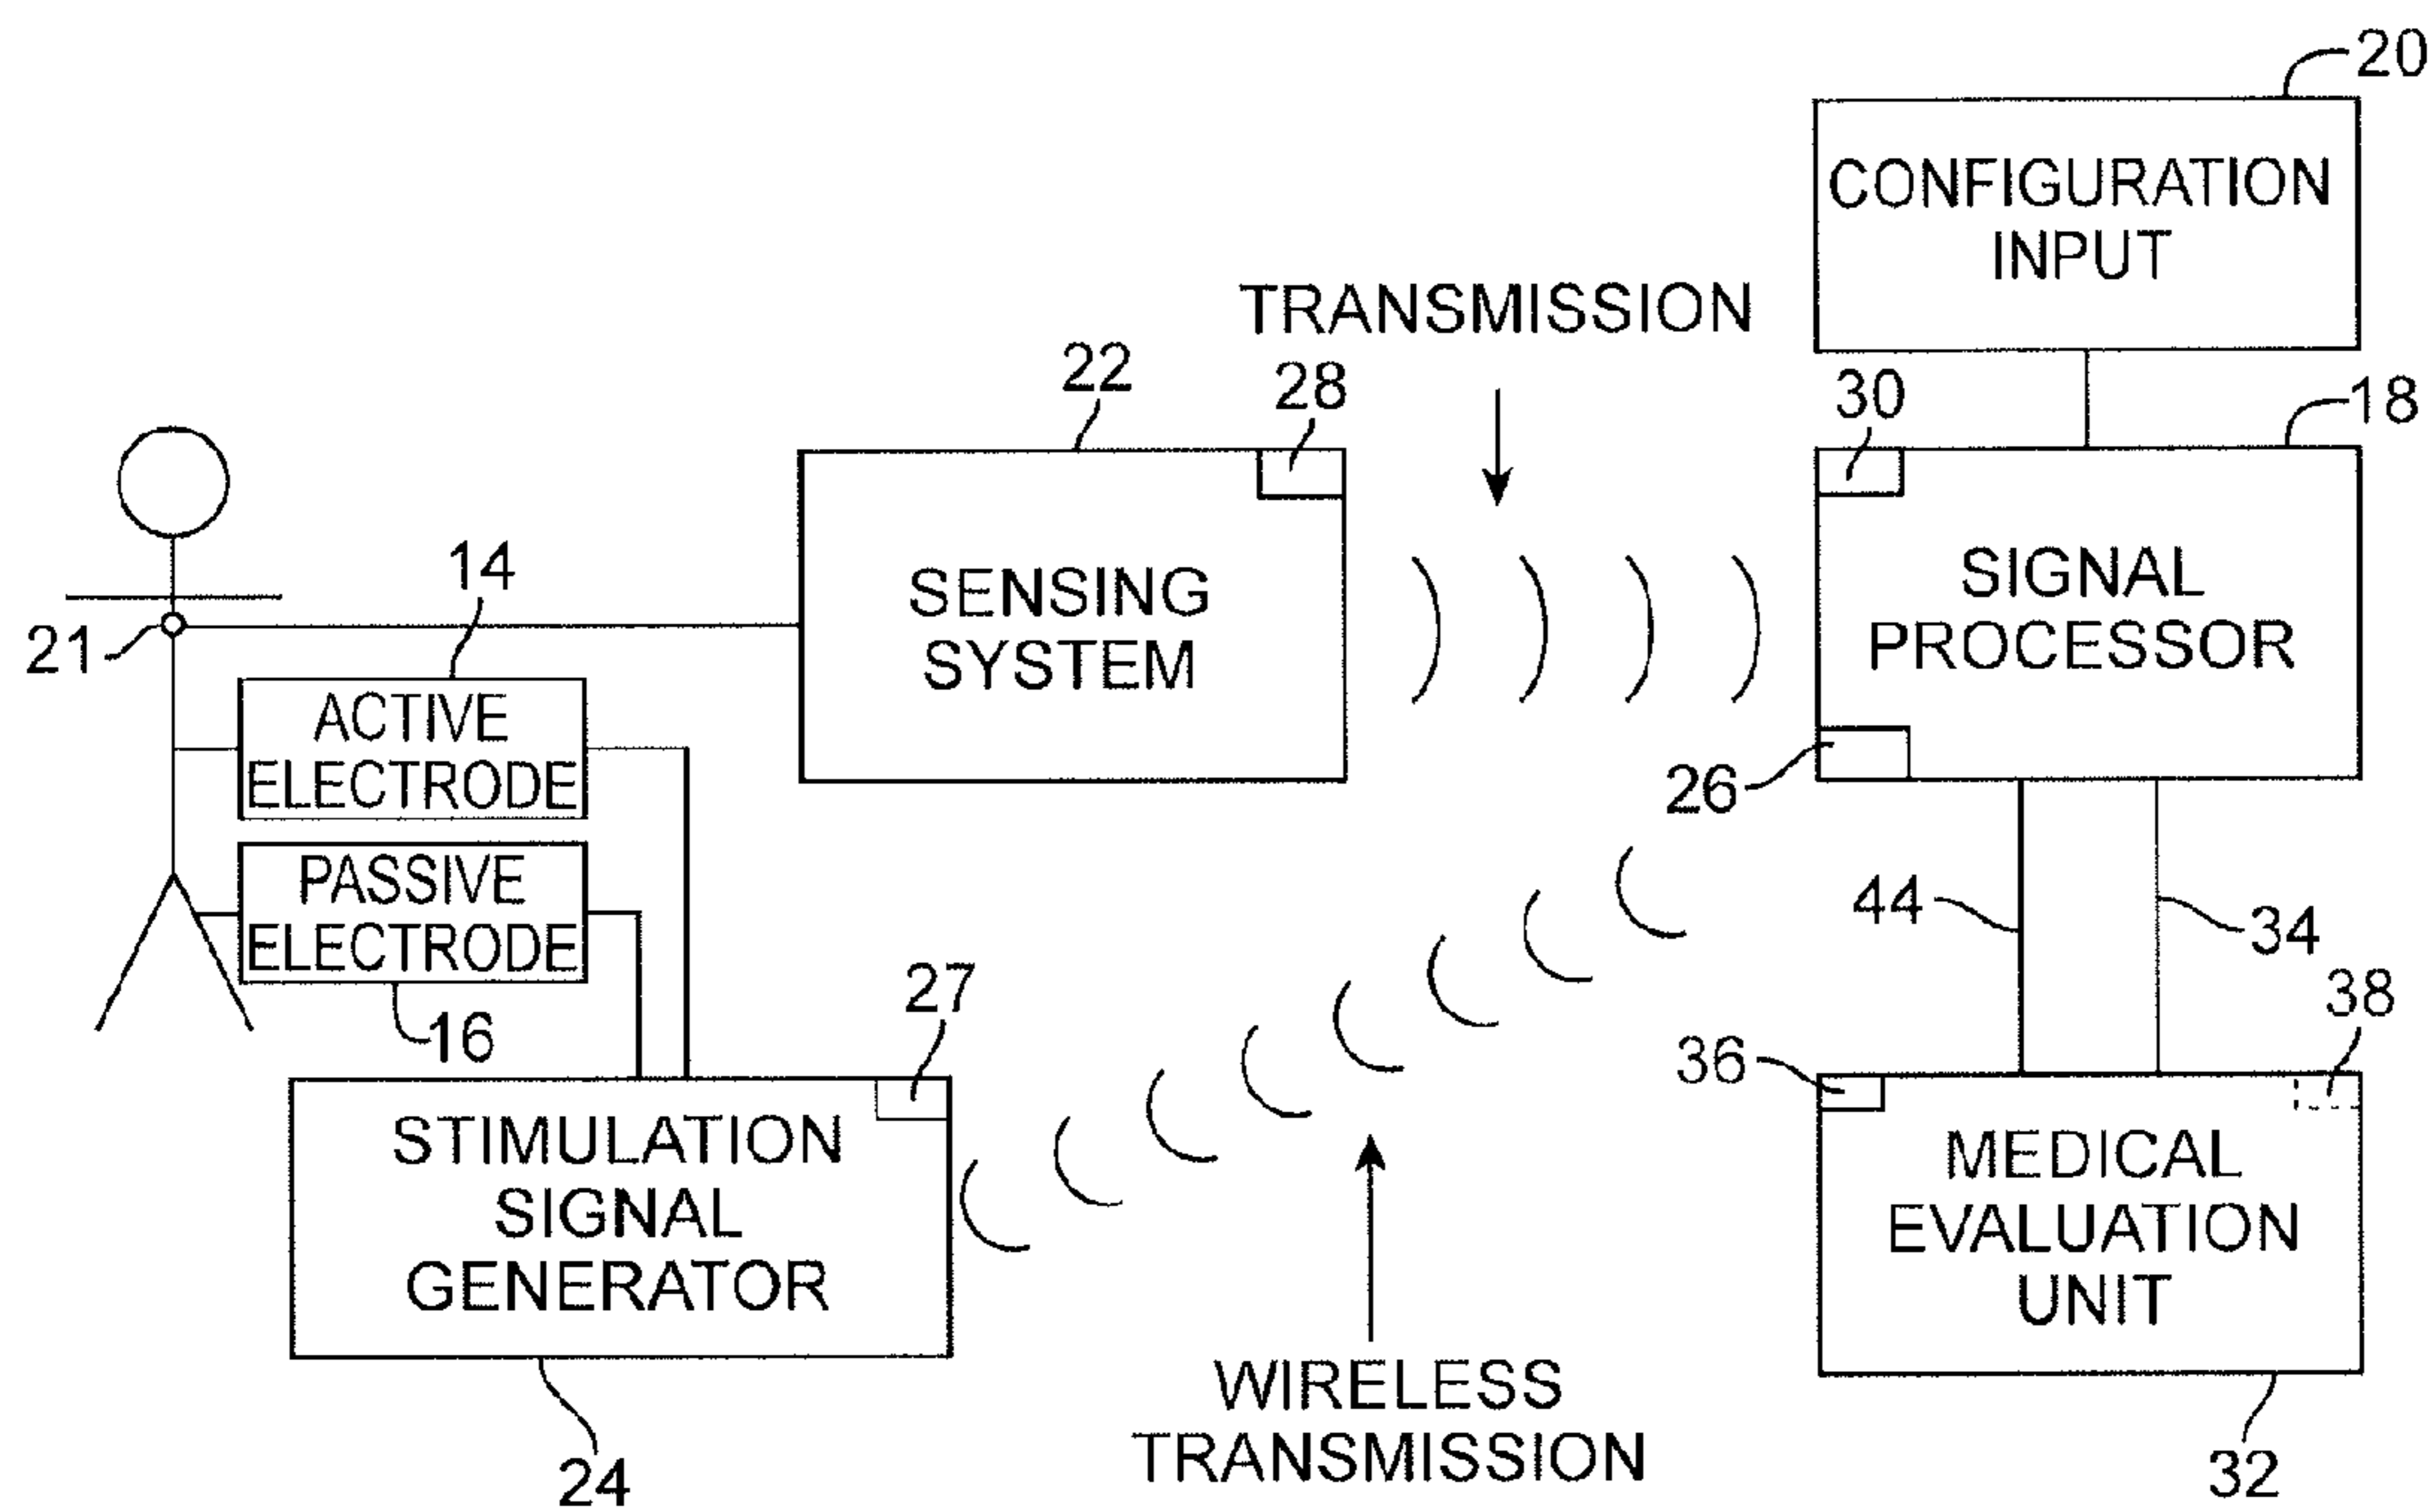 20
CONFIGURATION
INPUT
TRANSMISSION
22
28
30
18
14
SENSING
SYSTEM
SIGNAL
PROCESSOR
21
ACTIVE
ELECTRODE
26
PASSIVE
ELECTRODE
44
34
27
38
16
36
STIMULATION
SIGNAL
GENERATOR
MEDICAL
EVALUATION
UNIT
WIRELESS
TRANSMISSION
24
32